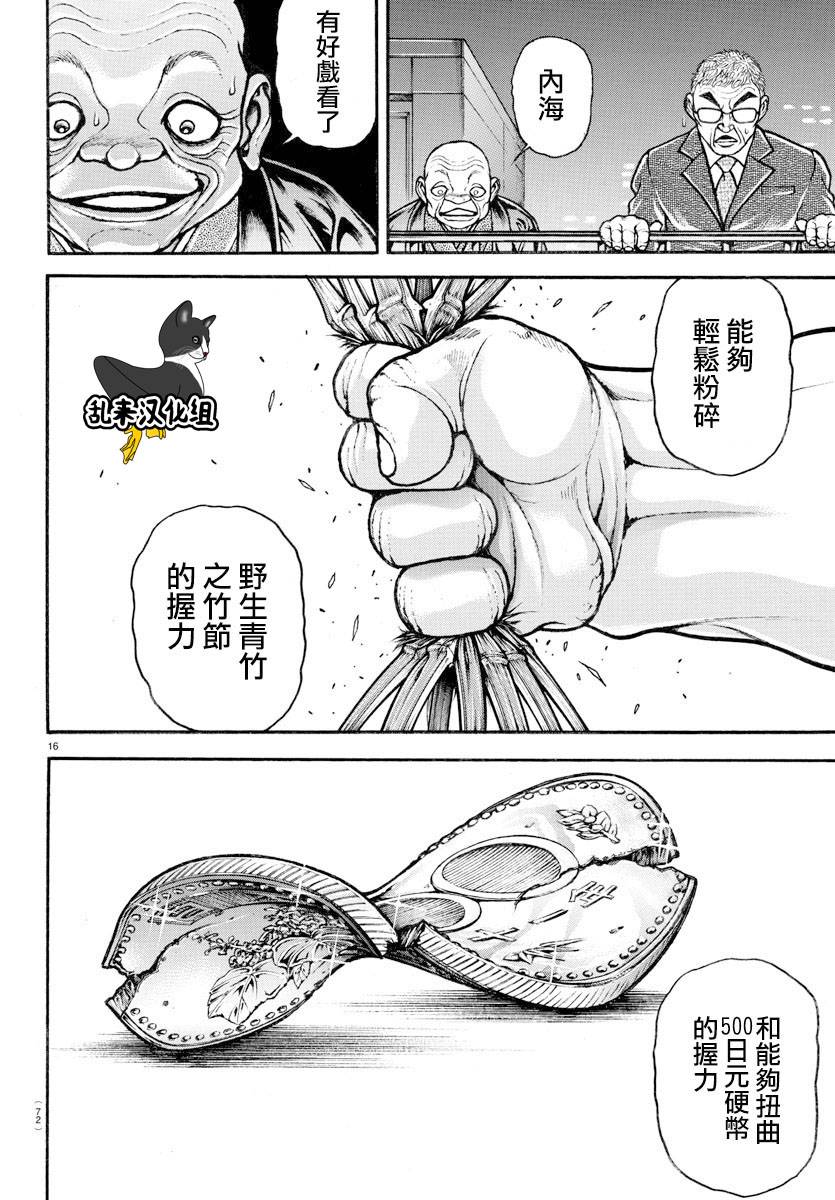 內海
有好戲看了
能夠
輕鬆粉碎
野生青竹
之竹節
的握力
乱来汉化组
16
和能夠扭曲
500日元硬幣
的握力
(72)